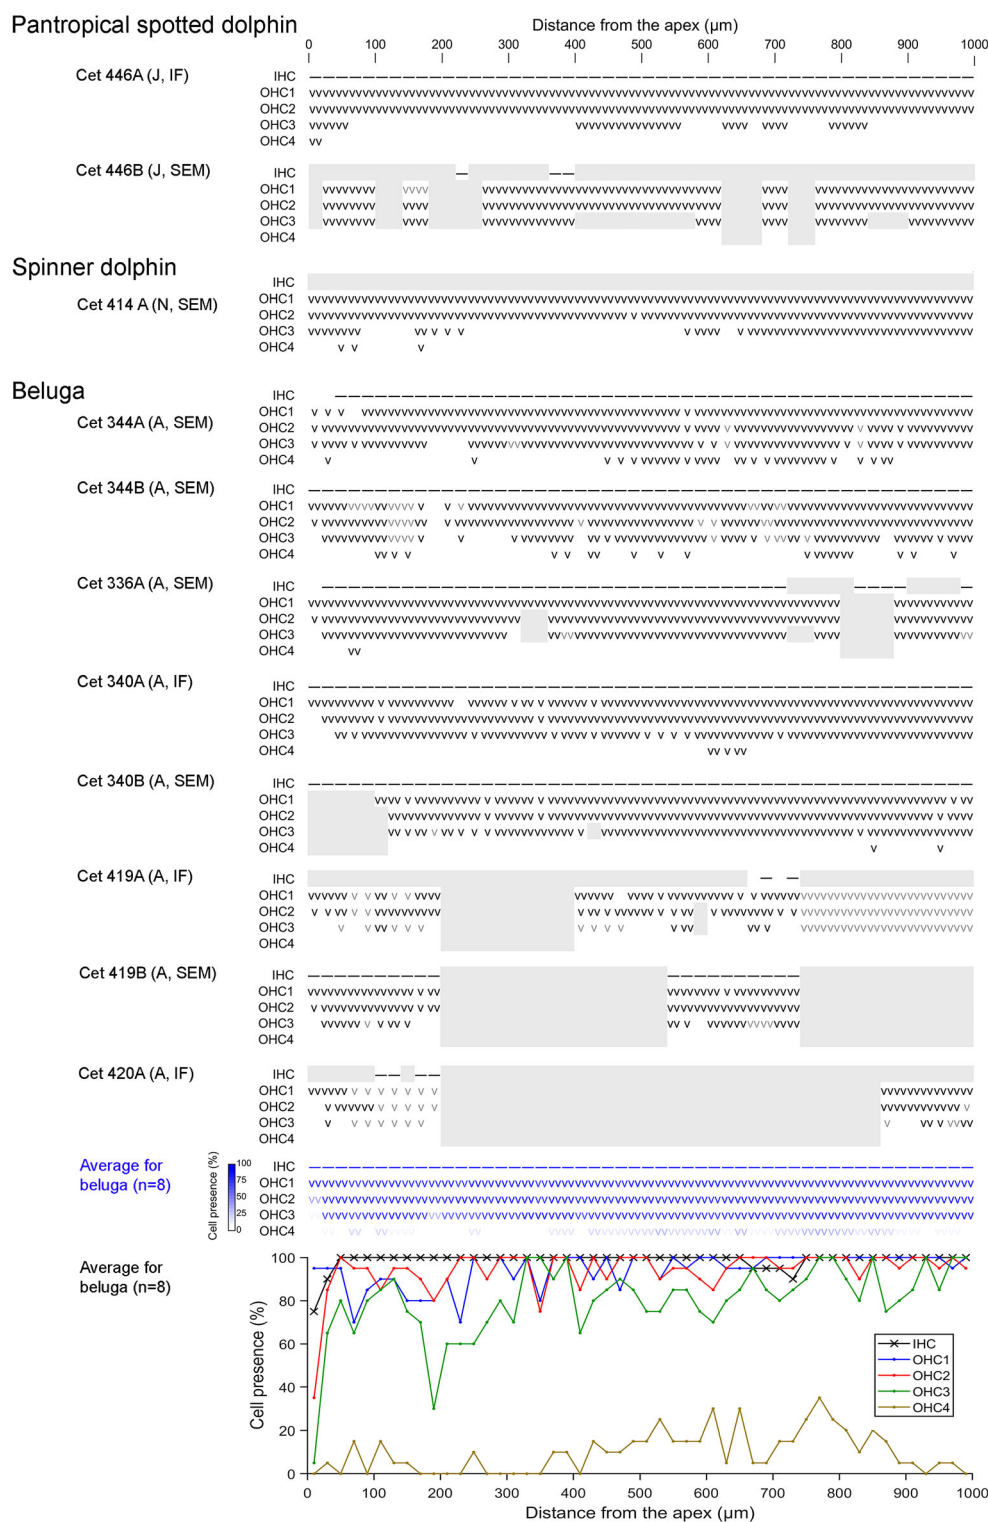 Pantropical spotted dolphin
Distance from the apex (µm)
0 100 200 300 400 500 600 700 800 900 1000
Cet 446A (J, IF)
IHC
OHC1
OHC2
OHC3
OHC4
Cet 446B (J, SEM)
IHC
OHC1
OHC2
OHC3
OHC4
Spinner dolphin
Cet 414 A (N, SEM)
IHC
OHC1
OHC2
OHC3
OHC4
Beluga
Cet 344A (A, SEM)
IHC
OHC1
OHC2
OHC3
OHC4
Cet 344B (A, SEM)
IHC
OHC1
OHC2
OHC3
OHC4
Cet 336A (A, SEM)
IHC
OHC1
OHC2
OHC3
OHC4
Cet 340A (A, IF)
IHC
OHC1
OHC2
OHC3
OHC4
Cet 340B (A, SEM)
IHC
OHC1
OHC2
OHC3
OHC4
Cet 419A (A, IF)
IHC
OHC1
OHC2
OHC3
OHC4
Cet 419B (A, SEM)
IHC
OHC1
OHC2
OHC3
OHC4
Cet 420A (A, IF)
IHC
OHC1
OHC2
OHC3
OHC4
Average for
beluga (n=8)
Cell presence (%)
100
75
50
25
0
IHC
OHC1
OHC2
OHC3
OHC4
Average for
beluga (n=8)
Cell presence (%)
100
80
60
40
20
0
IHC
OHC1
OHC2
OHC3
OHC4
0 100 200 300 400 500 600 700 800 900 1000
Distance from the apex (µm)